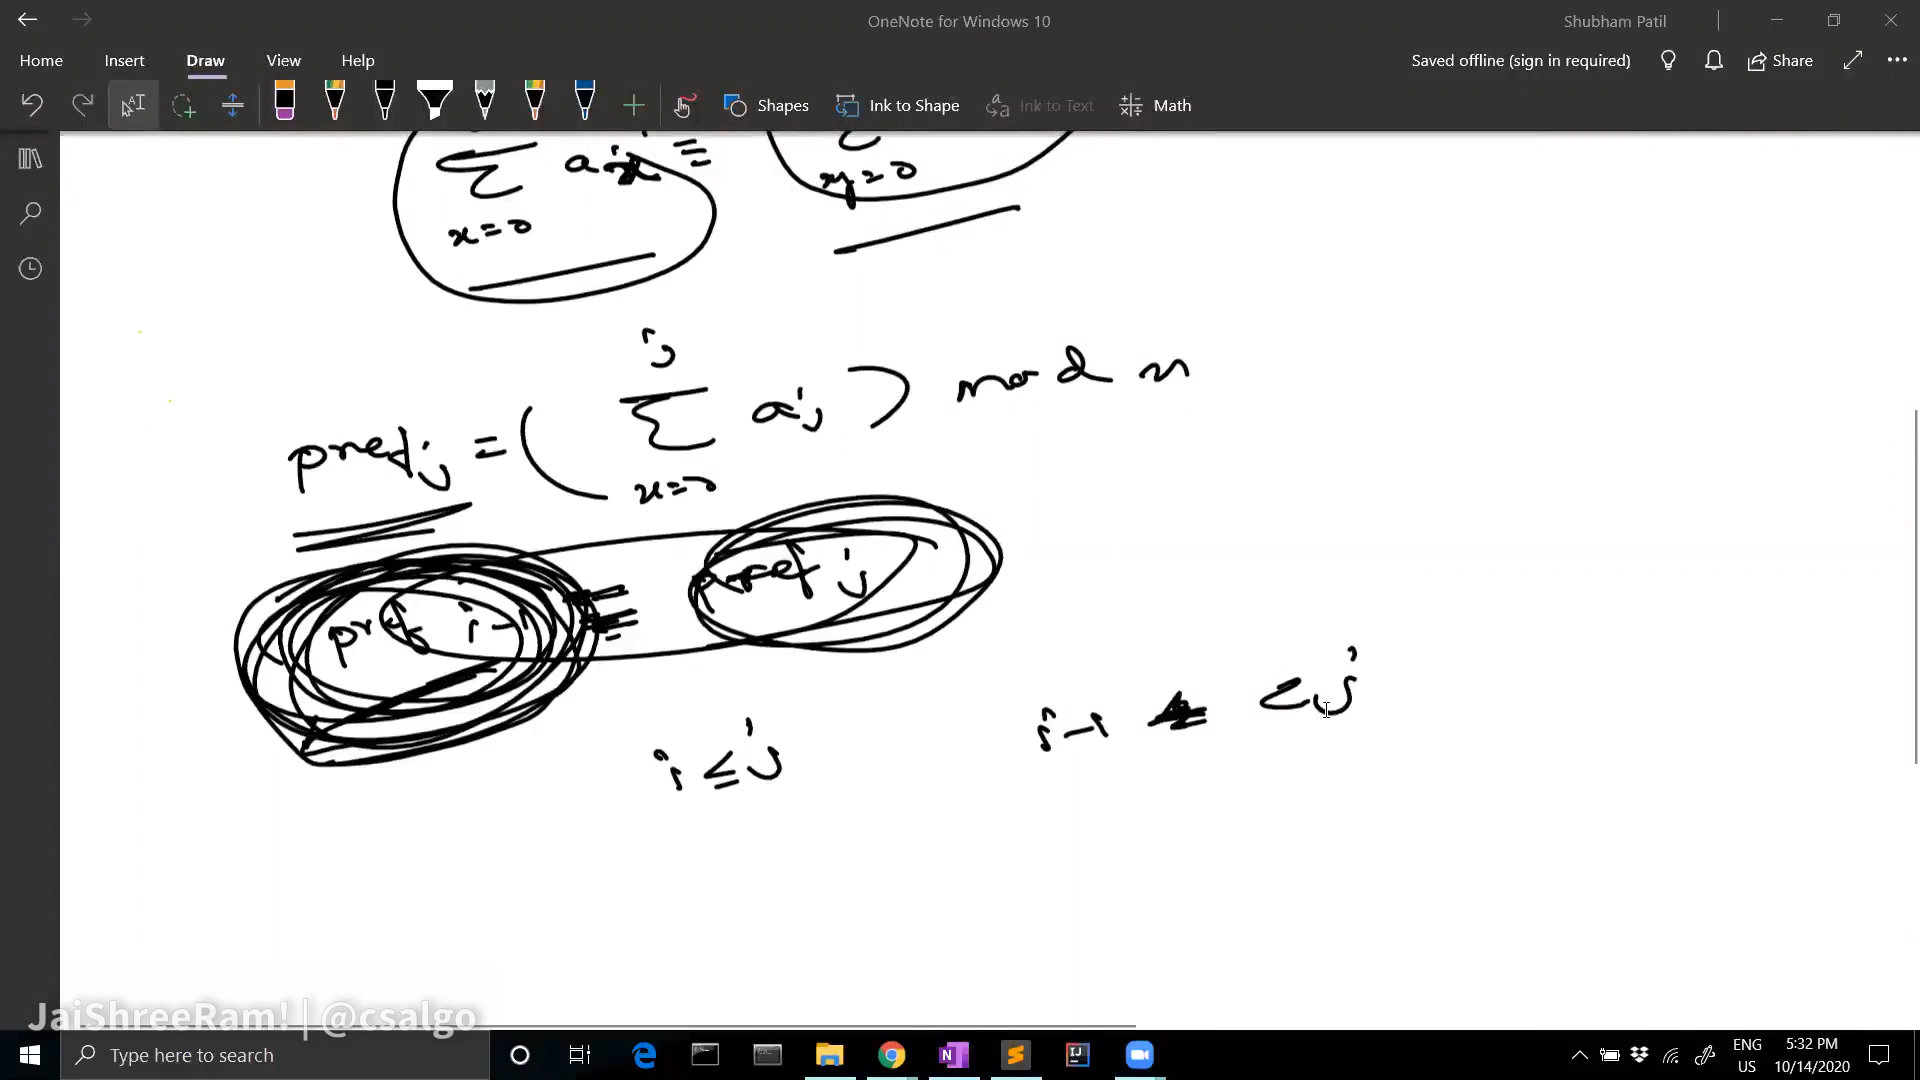 OneNote for Windows 10
Shubham Patil
Home Insert Draw View Help
Saved offline (sign in required)
Share
Shapes
Ink to Shape
Ink to Text
Math
Σ a ≡
x=0
=0
j
prefj = ( Σ aj ) mod n
x=0
pref i-1 ≡ pref j
i ≤ j
i-1 < j
JaiShreeRam! | @csalgo
Type here to search
ENG
US
5:32 PM
10/14/2020